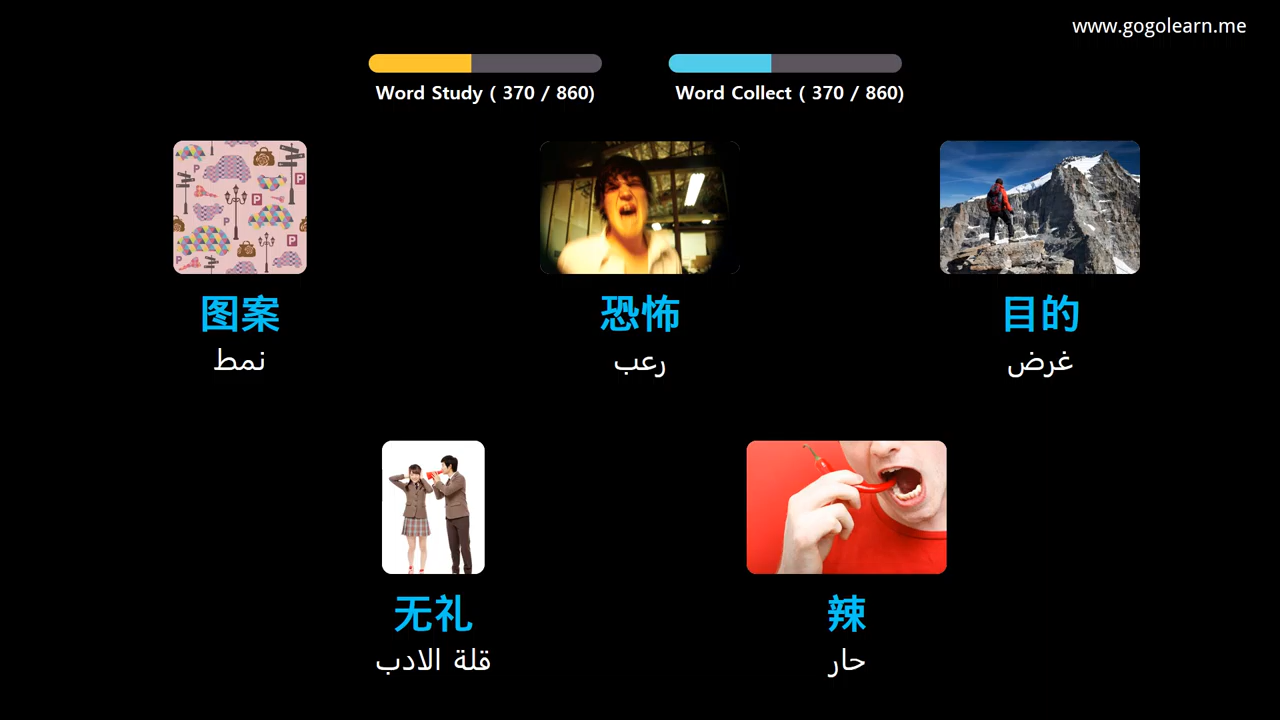 www.gogolearn.me
Word Study ( 370 / 860)
Word Collect ( 370 / 860)
图案
نمط
恐怖
رعب
目的
غرض
无礼
قلة الادب
辣
حار